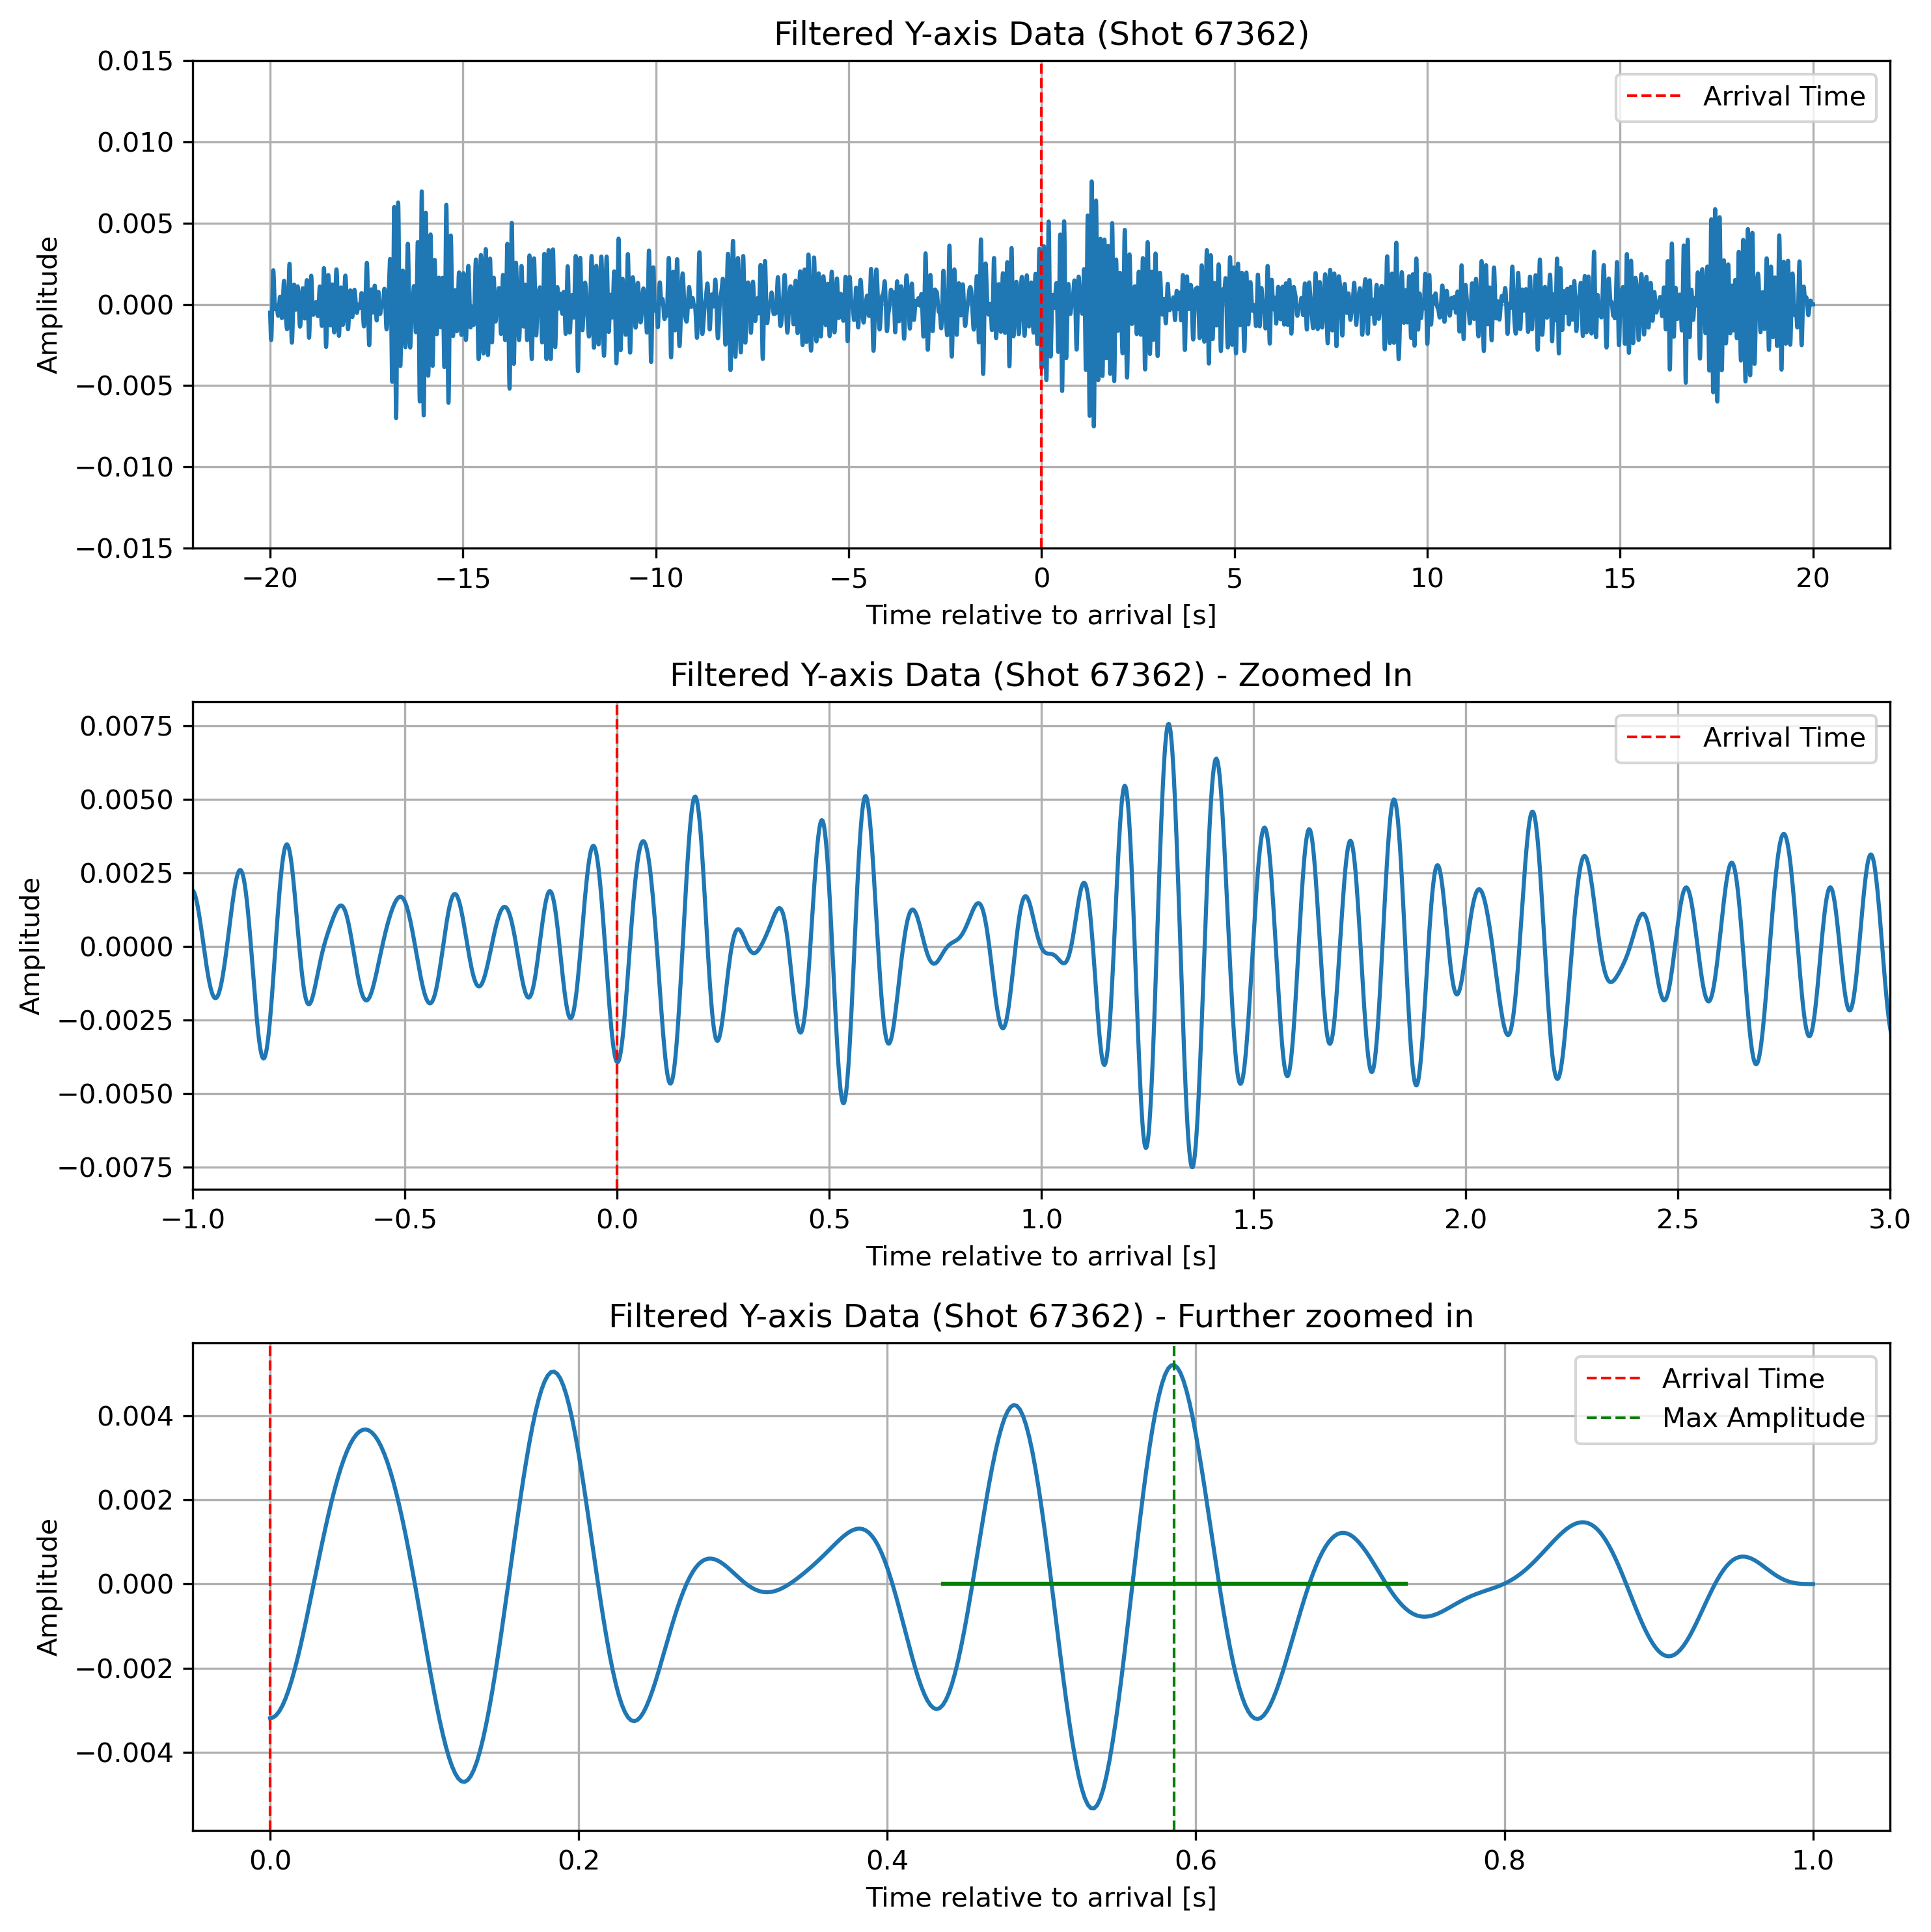 Filtered Y-axis Data (Shot 67362)
0.015
0.010
0.005
0.000
−0.005
−0.010
−0.015
Amplitude
Arrival Time
−20 −15 −10 −5 0 5 10 15 20
Time relative to arrival [s]
Filtered Y-axis Data (Shot 67362) - Zoomed In
0.0075
0.0050
0.0025
0.0000
−0.0025
−0.0050
−0.0075
Amplitude
Arrival Time
−1.0 −0.5 0.0 0.5 1.0 1.5 2.0 2.5 3.0
Time relative to arrival [s]
Filtered Y-axis Data (Shot 67362) - Further zoomed in
0.004
0.002
0.000
−0.002
−0.004
Amplitude
Arrival Time
Max Amplitude
0.0 0.2 0.4 0.6 0.8 1.0
Time relative to arrival [s]